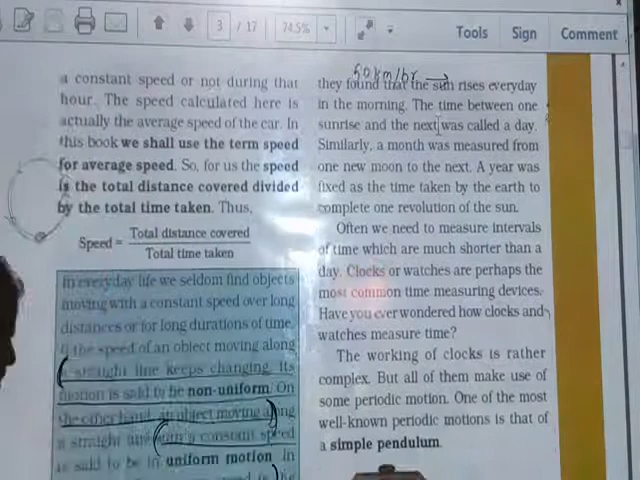 3 / 17 74.5%
Tools Sign Comment
a constant speed or not during that
hour. The speed calculated here is
actually the average speed of the car. In
this book we shall use the term speed
for average speed. So, for us the speed
is the total distance covered divided
by the total time taken. Thus,
Speed = Total distance covered
Total time taken
In everyday life we seldom find objects
moving with a constant speed over long
distances or for long durations of time.
If the speed of an object moving along
a straight line keeps changing, its
motion is said to be non-uniform. On
the other hand, an object moving along
a straight line with a constant speed
is said to be in uniform motion. In
50 km/hr
they found that the sun rises everyday
in the morning. The time between one
sunrise and the next was called a day.
Similarly, a month was measured from
one new moon to the next. A year was
fixed as the time taken by the earth to
complete one revolution of the sun.
Often we need to measure intervals
of time which are much shorter than a
day. Clocks or watches are perhaps the
most common time measuring devices.
Have you ever wondered how clocks and
watches measure time?
The working of clocks is rather
complex. But all of them make use of
some periodic motion. One of the most
well-known periodic motions is that of
a simple pendulum.